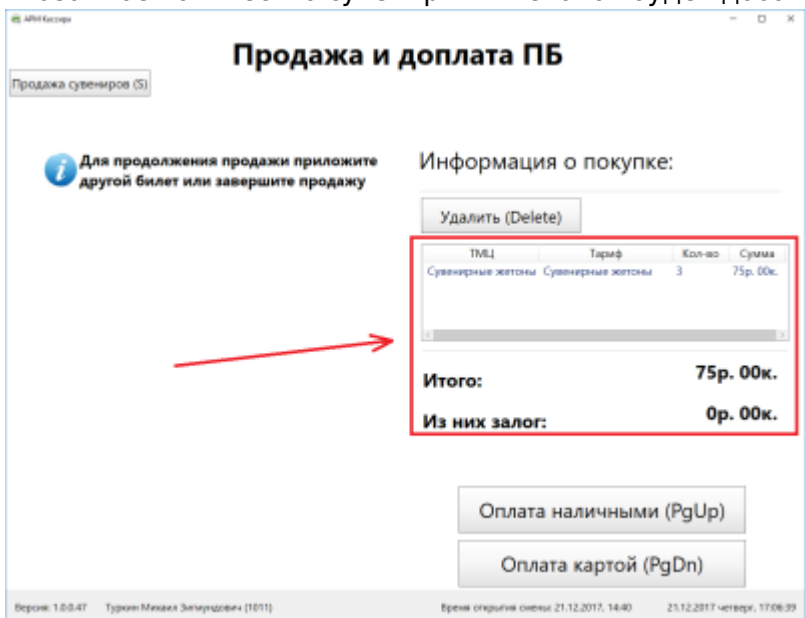 АРМ Кассира
Продажа и доплата ПБ
Продажа сувениров (S)
Для продолжения продажи приложите
другой билет или завершите продажу
Информация о покупке:
Удалить (Delete)
ТМЦ Тариф Кол-во Сумма
Сувенирные жетоны Сувенирные жетоны 3 75р. 00к.
Итого: 75р. 00к.
Из них залог: 0р. 00к.
Оплата наличными (PgUp)
Оплата картой (PgDn)
Версия: 1.0.0.47 Туркин Михаил Зигмундович (1011) Время открытия смены: 21.12.2017, 14:40 21.12.2017 четверг, 17:06:39